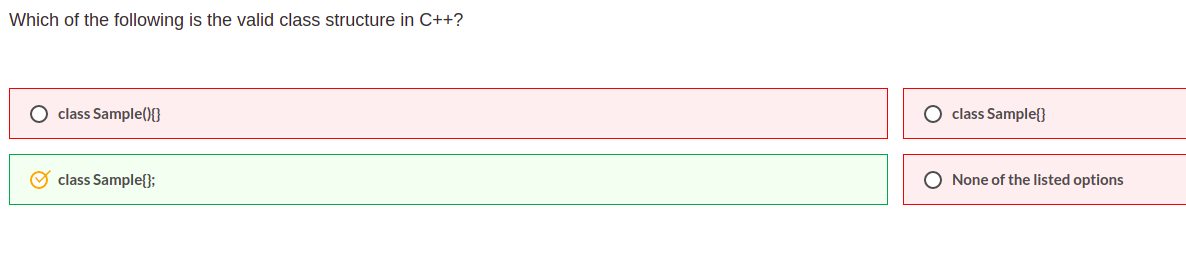 Which of the following is the valid class structure in C++?
class Sample(){}
class Sample{}
class Sample{};
None of the listed options